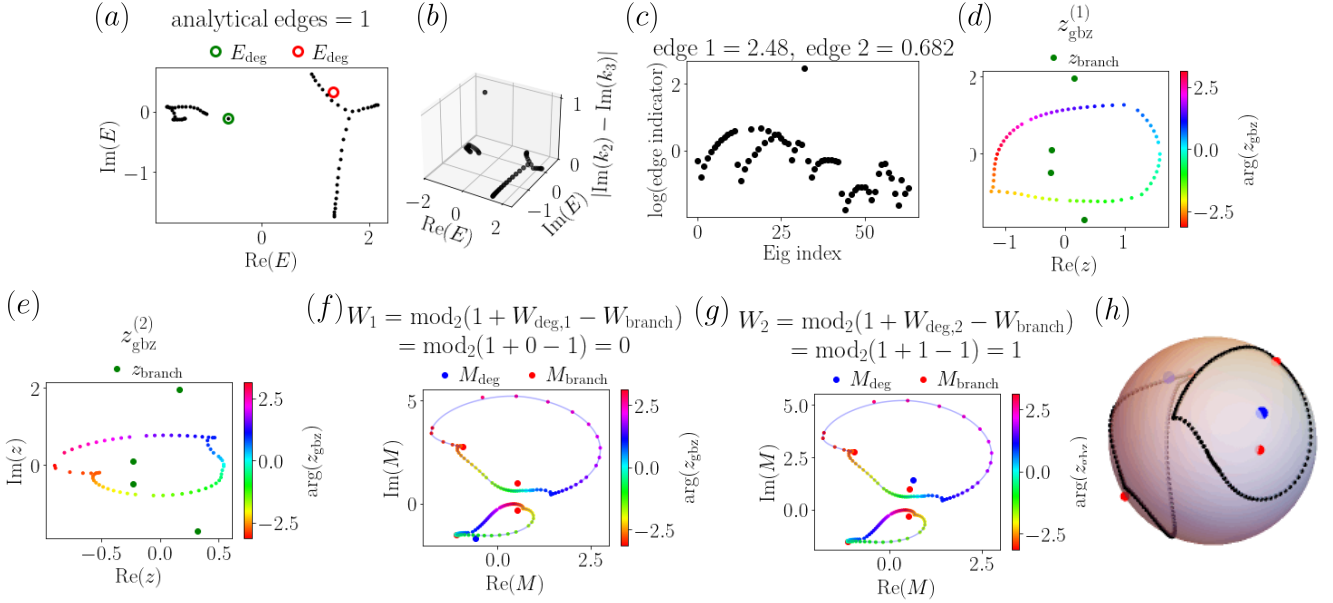 (a)
analytical edges = 1
E_deg E_deg
Im(E)
0
−1
0 2
Re(E)
(b)
|Im(k_2) − Im(k_3)|
1
0
0
−1
Im(E)
−2 0 2
Re(E)
(c)
edge 1 = 2.48, edge 2 = 0.682
log(edge indicator)
2
0
0 25 50
Eig index
(d)
z_gbz^(1)
z_branch
2
0
−1 0 1
Re(z)
2.5
0.0
−2.5
arg(z_gbz)
(e)
z_gbz^(2)
z_branch
Im(z)
2
0
−0.5 0.0 0.5
Re(z)
2.5
0.0
−2.5
arg(z_gbz)
(f)
W_1 = mod_2(1 + W_deg,1 − W_branch)
= mod_2(1 + 0 − 1) = 0
M_deg M_branch
Im(M)
5
0
0.0 2.5
Re(M)
2.5
0.0
−2.5
arg(z_gbz)
(g)
W_2 = mod_2(1 + W_deg,2 − W_branch)
= mod_2(1 + 1 − 1) = 1
M_deg M_branch
Im(M)
5.0
2.5
0.0
0.0 2.5
Re(M)
2.5
0.0
−2.5
arg(z_gbz)
(h)